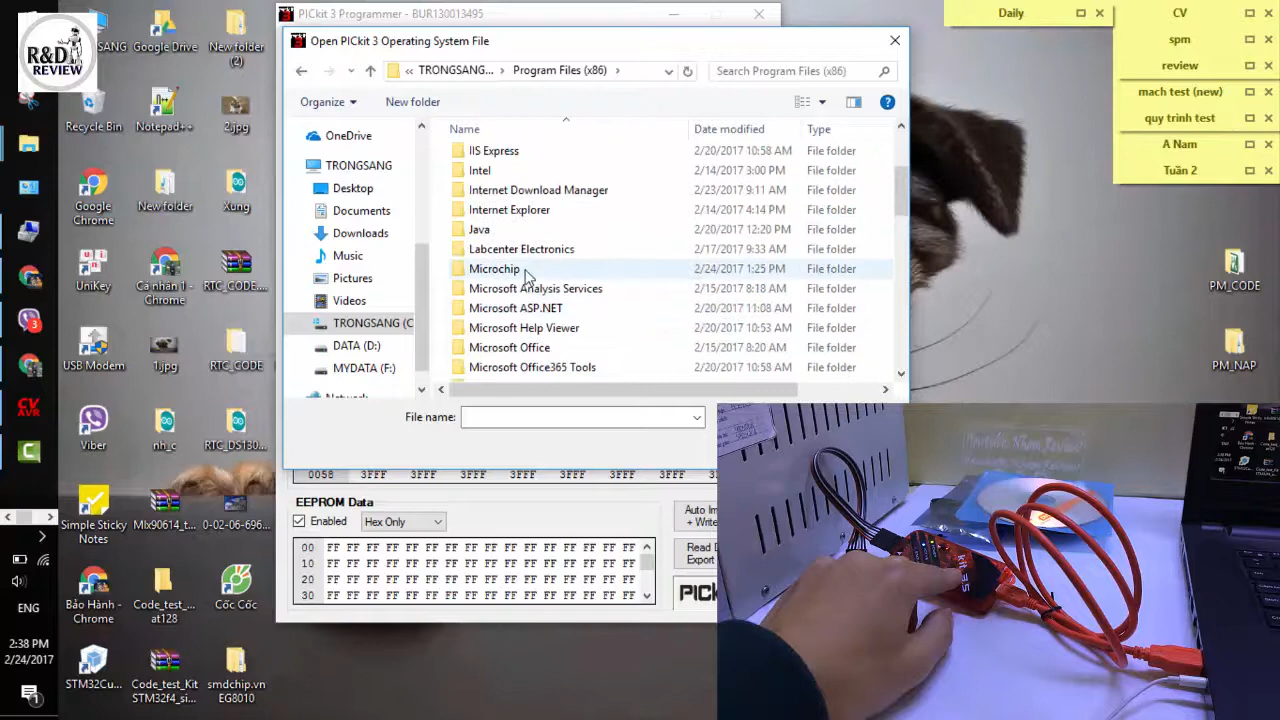 R&D
REVIEW
SANG
Google Drive
New folder
(2)
Recycle Bin
Notepad++
2.jpg
Google
Chrome
New folder
Xung
UniKey
Cá nhân 1 -
Chrome
RTC_CODE....
USB Modem
1.jpg
RTC_CODE
Viber
nh_c
RTC_DS130...
Simple Sticky
Notes
Mlx90614_t...
0-02-06-696...
Bảo Hành -
Chrome
Code_test_...
at128
Cốc Cốc
STM32Cu...
Code_test_Kit
STM32f4_si...
smdchip.vn
EG8010
ENG
2:38 PM
2/24/2017
PICkit 3 Programmer - BUR130013495
Open PICkit 3 Operating System File
« TRONGSANG... > Program Files (x86) >
Search Program Files (x86)
Organize
New folder
OneDrive
TRONGSANG
Desktop
Documents
Downloads
Music
Pictures
Videos
TRONGSANG (C
DATA (D:)
MYDATA (F:)
Network
Name Date modified Type
IIS Express 2/20/2017 10:58 AM File folder
Intel 2/14/2017 3:00 PM File folder
Internet Download Manager 2/23/2017 9:11 AM File folder
Internet Explorer 2/14/2017 4:14 PM File folder
Java 2/20/2017 12:20 PM File folder
Labcenter Electronics 2/17/2017 9:33 AM File folder
Microchip 2/24/2017 1:25 PM File folder
Microsoft Analysis Services 2/15/2017 8:18 AM File folder
Microsoft ASP.NET 2/20/2017 11:08 AM File folder
Microsoft Help Viewer 2/20/2017 10:53 AM File folder
Microsoft Office 2/15/2017 8:20 AM File folder
Microsoft Office365 Tools 2/20/2017 10:58 AM File folder
File name:
0058 3FFF 3FFF 3FFF 3FFF 3FFF 3FFF 3FFF
EEPROM Data
Enabled
Hex Only
00 FF FF FF FF FF FF FF FF FF FF FF FF FF FF FF FF
10 FF FF FF FF FF FF FF FF FF FF FF FF FF FF FF FF
20 FF FF FF FF FF FF FF FF FF FF FF FF FF FF FF FF
30 FF FF FF FF FF FF FF FF FF FF FF FF FF FF FF FF
Auto Im
+ Write
Read D
Export
PICk
Daily
CV
spm
review
mach test (new)
quy trinh test
A Nam
Tuần 2
PM_CODE
PM_NAP
kit 3.5